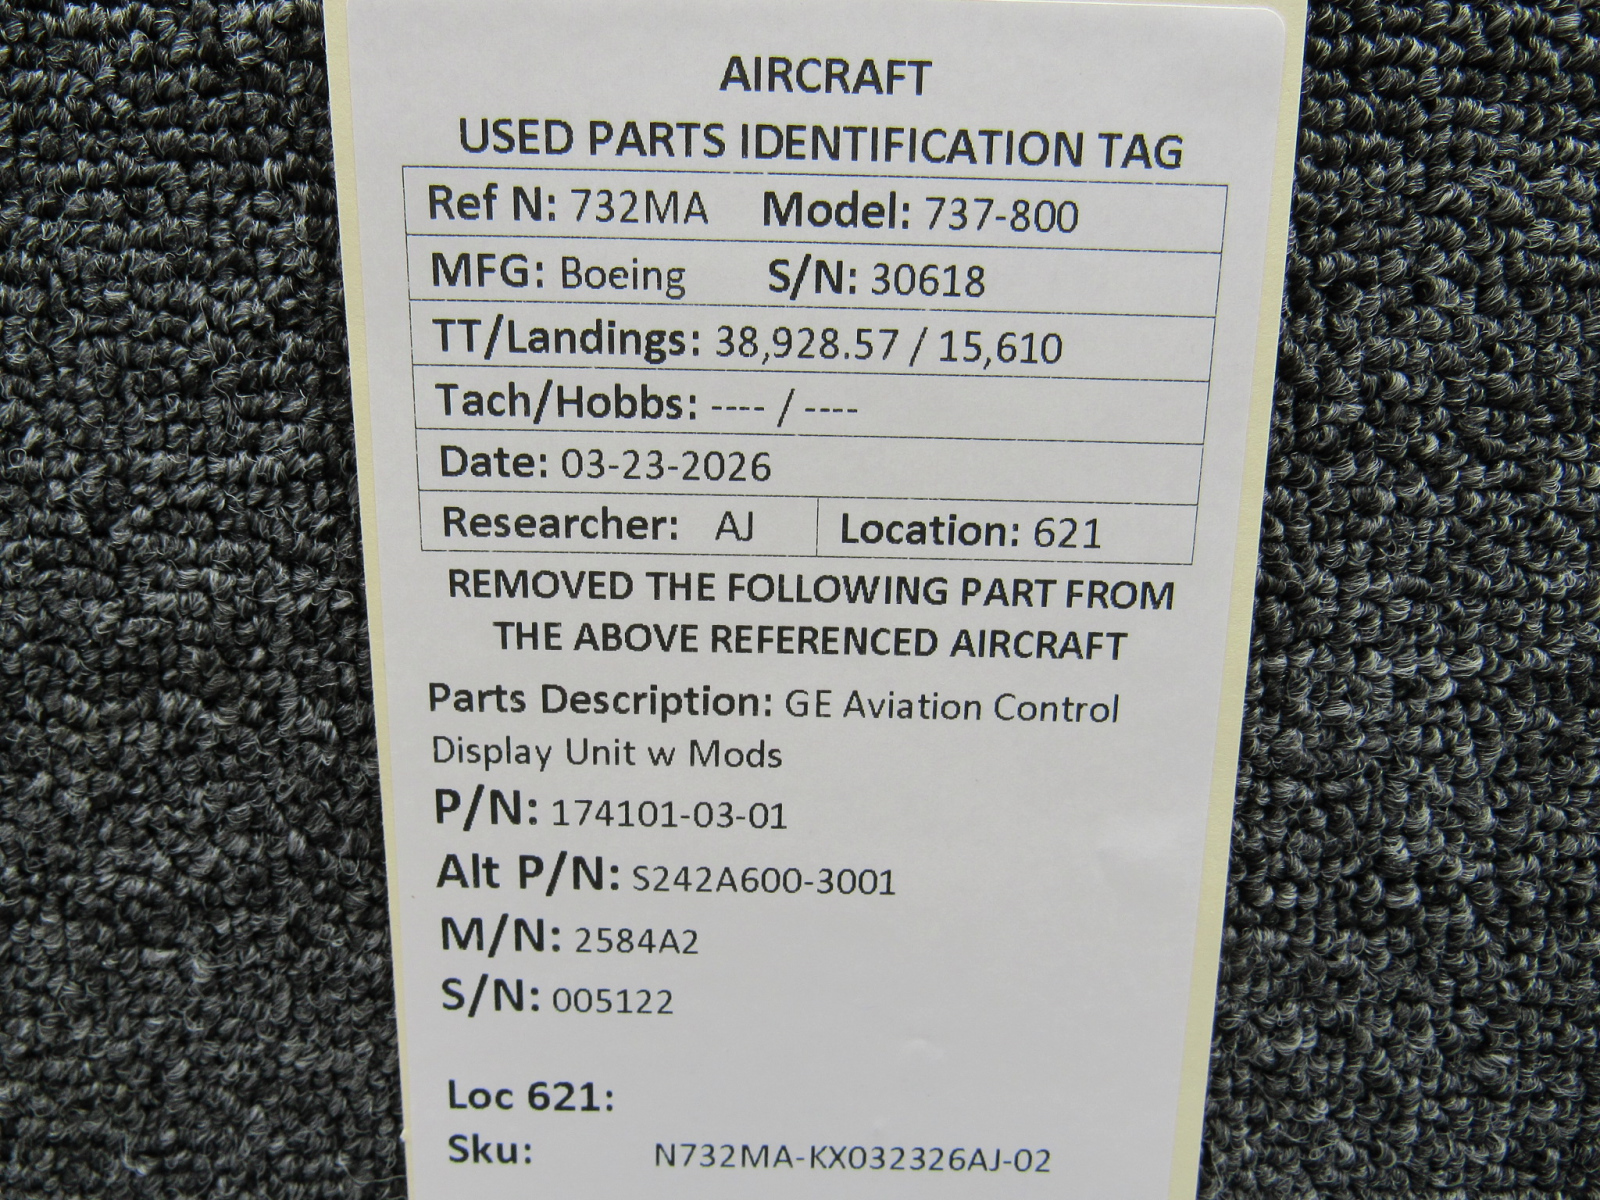 AIRCRAFT
USED PARTS IDENTIFICATION TAG
Ref N: 732MA Model: 737-800
MFG: Boeing S/N: 30618
TT/Landings: 38,928.57 / 15,610
Tach/Hobbs: ---- / ----
Date: 03-23-2026
Researcher: AJ Location: 621
REMOVED THE FOLLOWING PART FROM
THE ABOVE REFERENCED AIRCRAFT
Parts Description: GE Aviation Control
Display Unit w Mods
P/N: 174101-03-01
Alt P/N: S242A600-3001
M/N: 2584A2
S/N: 005122
Loc 621:
Sku: N732MA-KX032326AJ-02